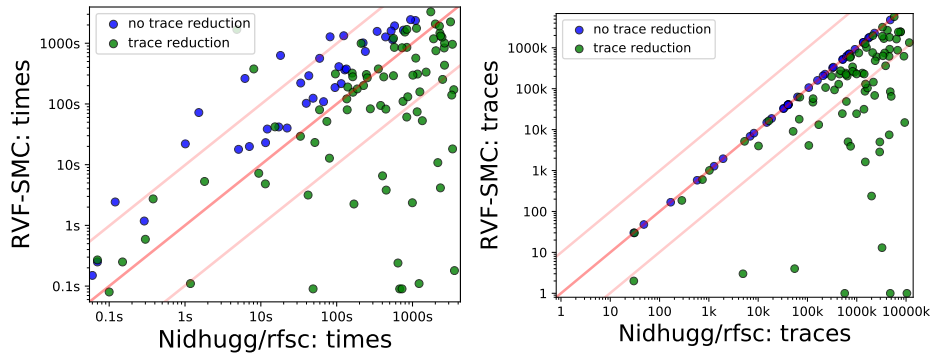 RVF-SMC: times
1000s
100s
10s
1s
0.1s
no trace reduction
trace reduction
0.1s 1s 10s 100s 1000s
Nidhugg/rfsc: times
RVF-SMC: traces
1000k
100k
10k
1k
100
10
1
no trace reduction
trace reduction
1 10 100 1k 10k 100k 1000k 10000k
Nidhugg/rfsc: traces